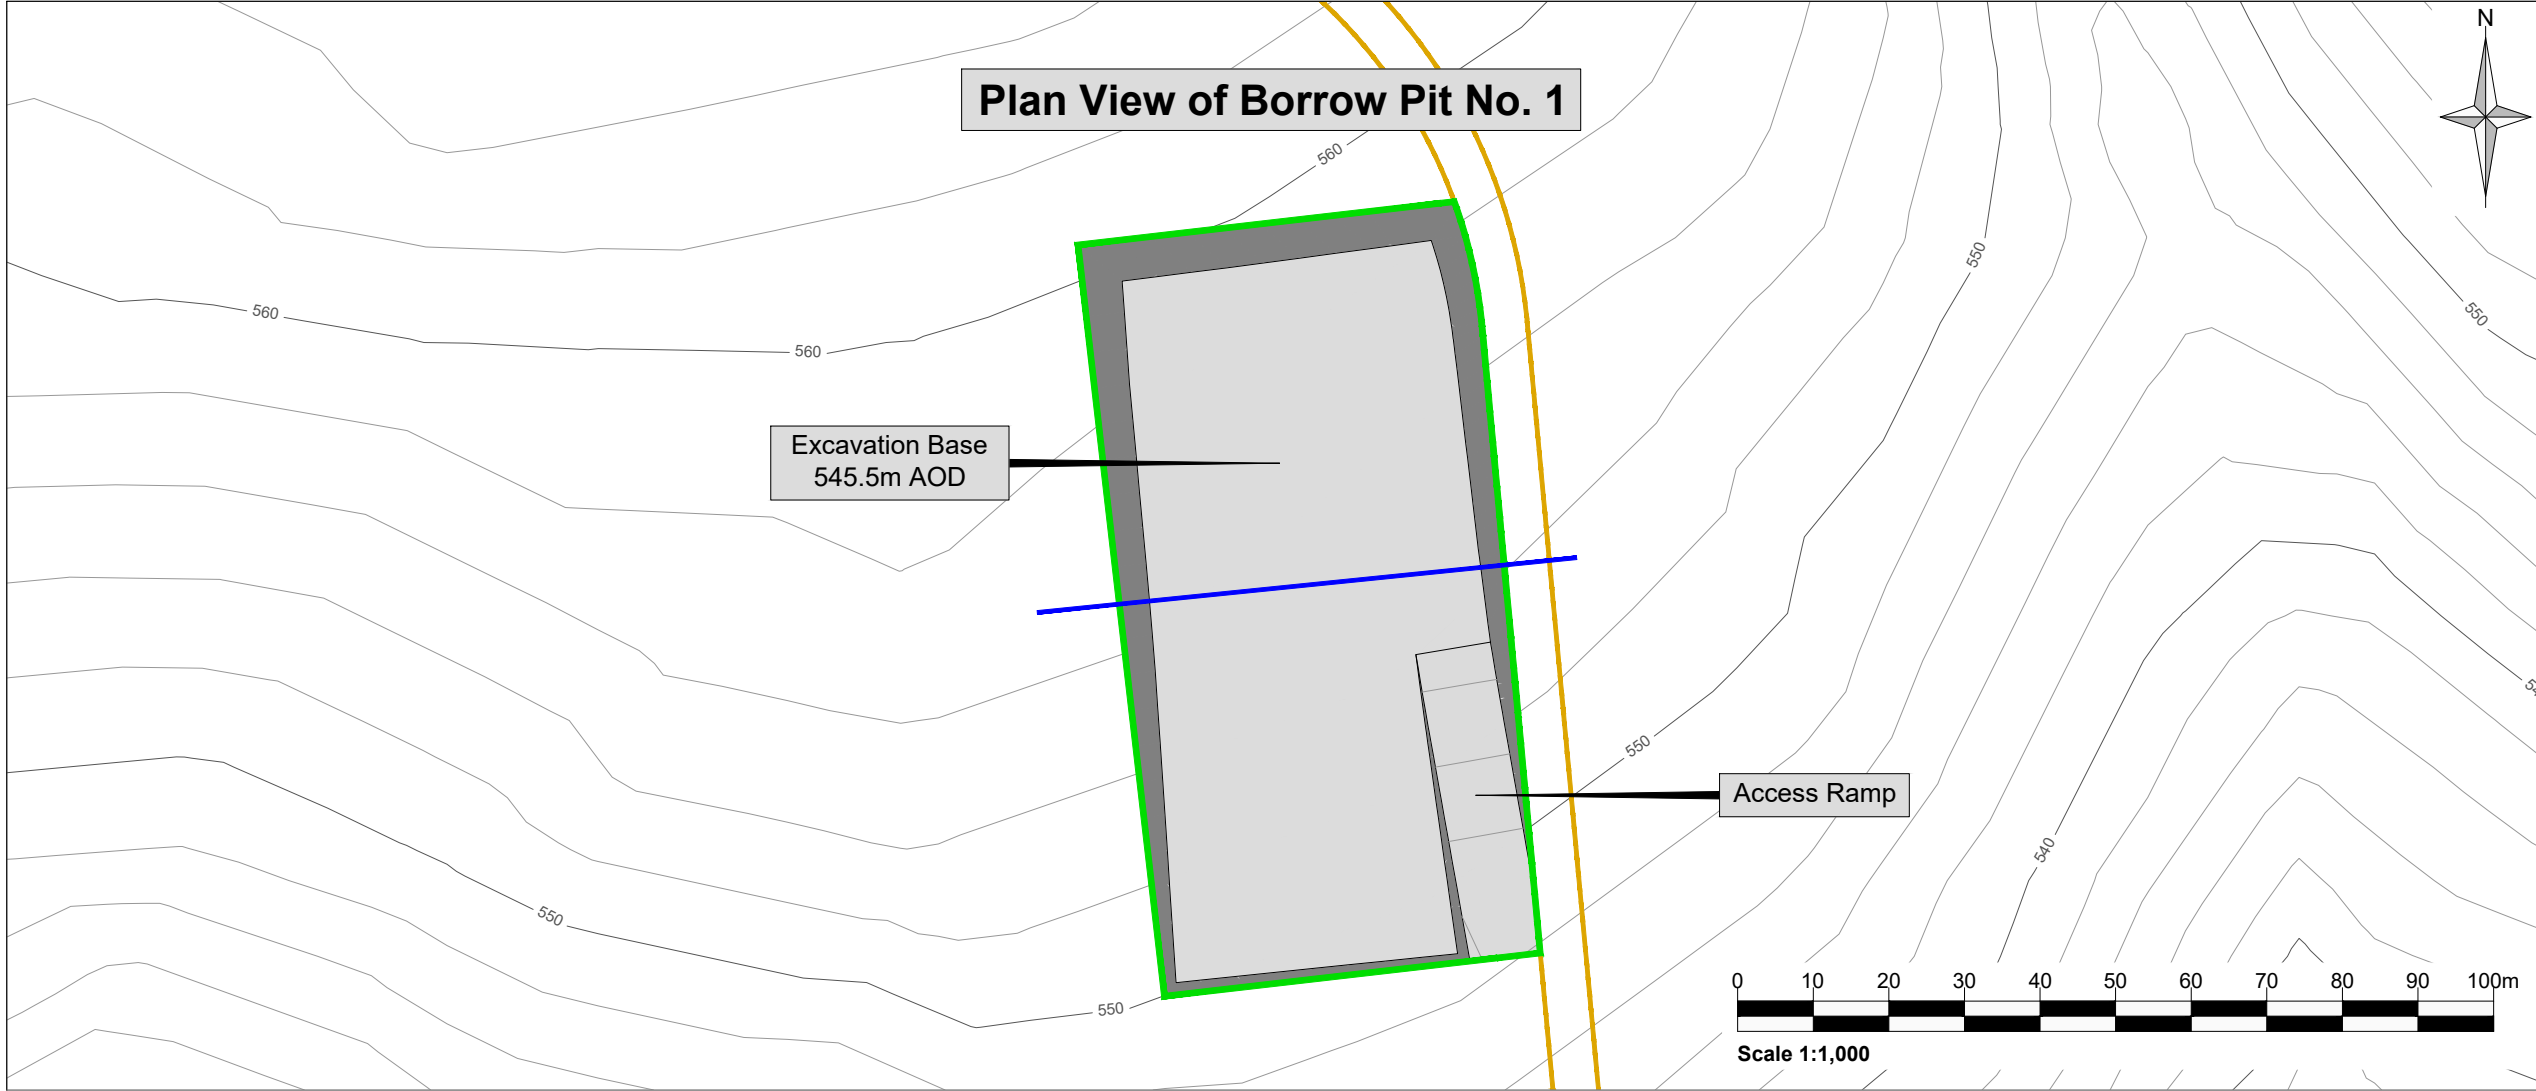 N
Plan View of Borrow Pit No. 1
560
550
560
550
560
Excavation Base
545.5m AOD
550
Access Ramp
540
550
550
0 10 20 30 40 50 60 70 80 90 100m
Scale 1:1,000